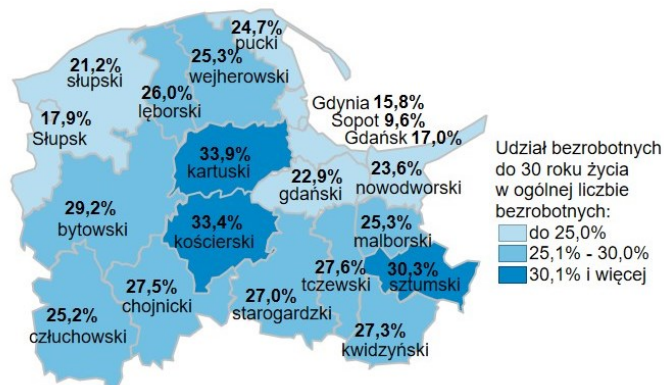 24,7%
pucki
25,3%
wejherowski
21,2%
słupski
26,0%
lęborski
17,9%
Słupsk
Gdynia 15,8%
Sopot 9,6%
Gdańsk 17,0%
33,9%
kartuski
22,9%
gdański
23,6%
nowodworski
29,2%
bytowski
33,4%
kościerski
25,3%
malborski
30,3%
sztumski
27,6%
tczewski
27,5%
chojnicki
27,0%
starogardzki
25,2%
człuchowski
27,3%
kwidzyński
Udział bezrobotnych
do 30 roku życia
w ogólnej liczbie
bezrobotnych:
do 25,0%
25,1% - 30,0%
30,1% i więcej